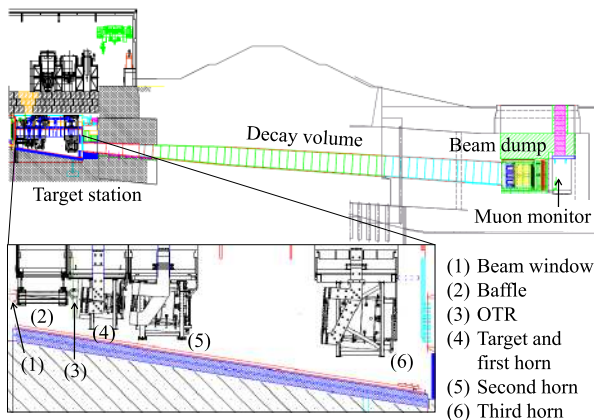 Decay volume
Beam dump
Target station
Muon monitor
(1) Beam window
(2) Baffle
(3) OTR
(4) Target and
first horn
(5) Second horn
(6) Third horn
(2)
(4)
(5)
(6)
(1)
(3)